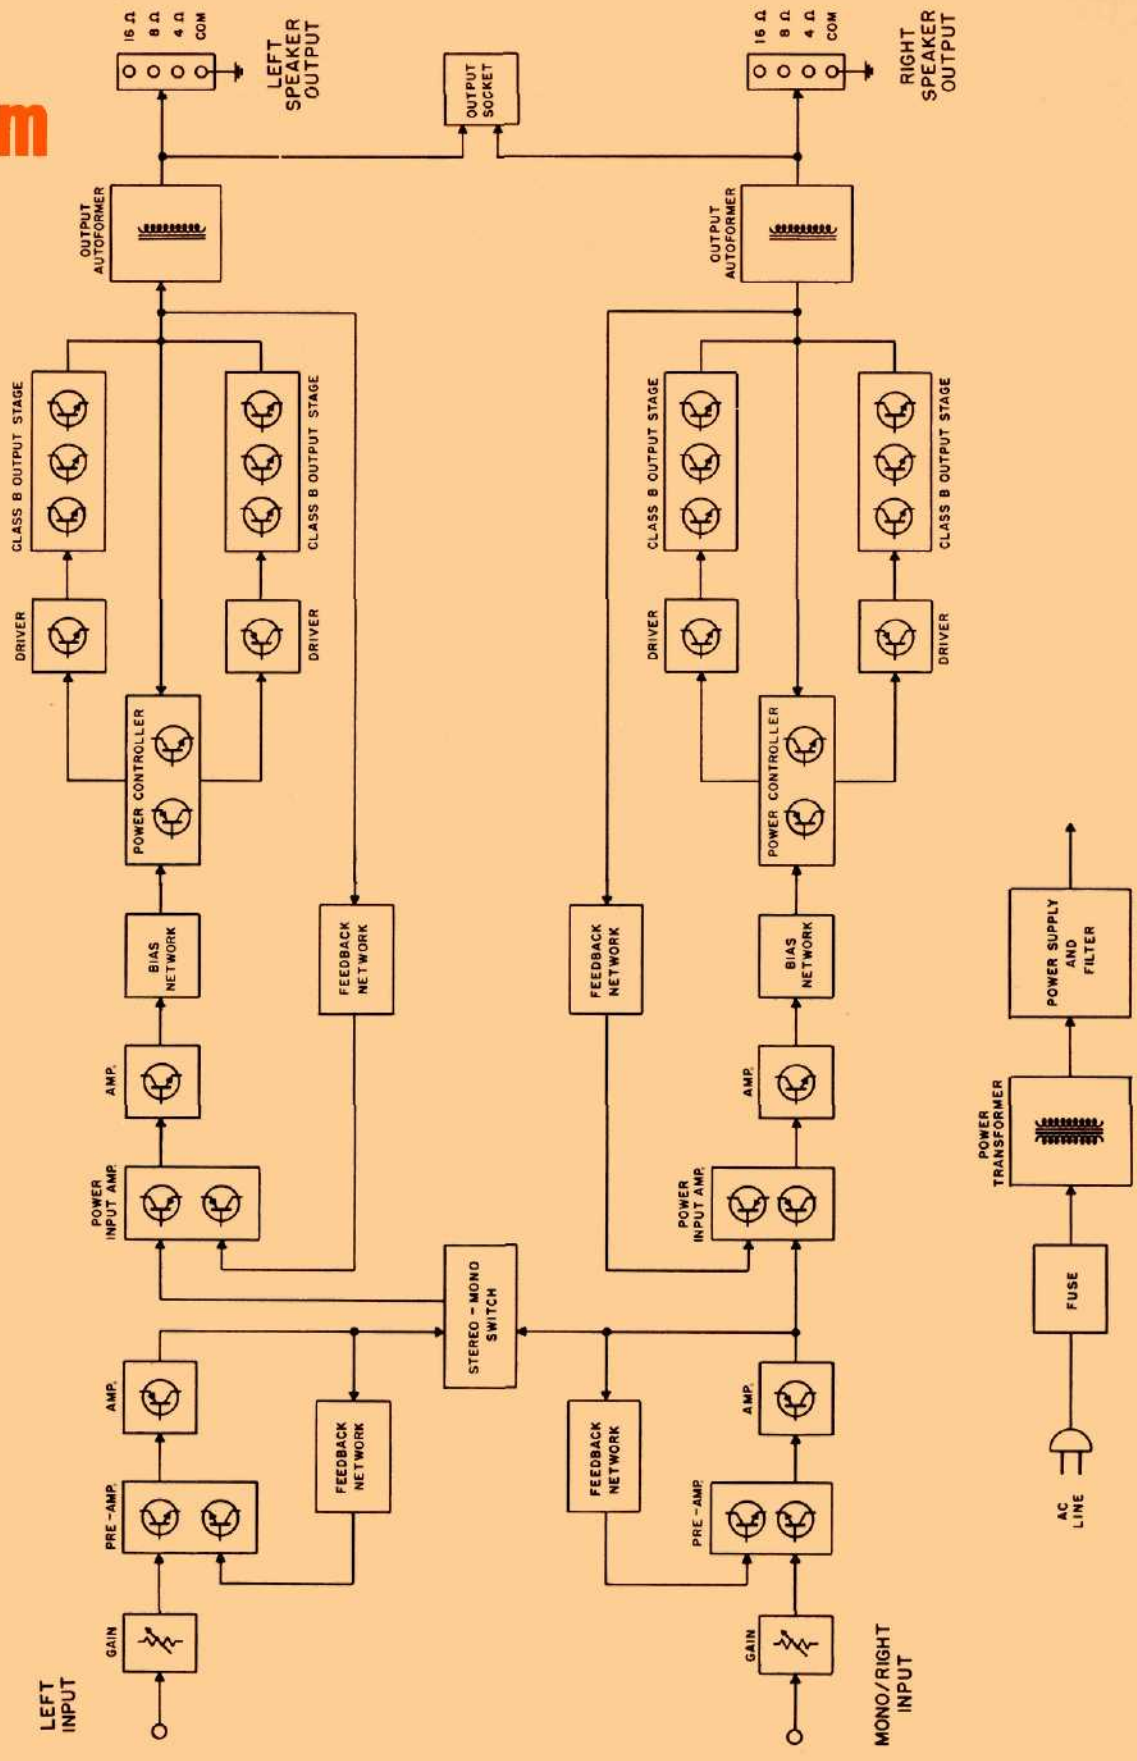 m
LEFT
INPUT
GAIN
PRE-AMP.
AMP.
FEEDBACK
NETWORK
STEREO - MONO
SWITCH
POWER
INPUT AMP.
AMP.
BIAS
NETWORK
FEEDBACK
NETWORK
POWER CONTROLLER
DRIVER
DRIVER
CLASS B OUTPUT STAGE
CLASS B OUTPUT STAGE
OUTPUT
AUTOFORMER
16 Ω
8 Ω
4 Ω
COM
LEFT
SPEAKER
OUTPUT
OUTPUT
SOCKET
MONO/RIGHT
INPUT
GAIN
PRE-AMP.
AMP.
FEEDBACK
NETWORK
POWER
INPUT AMP.
AMP.
BIAS
NETWORK
FEEDBACK
NETWORK
POWER CONTROLLER
DRIVER
DRIVER
CLASS B OUTPUT STAGE
CLASS B OUTPUT STAGE
OUTPUT
AUTOFORMER
16 Ω
8 Ω
4 Ω
COM
RIGHT
SPEAKER
OUTPUT
AC
LINE
FUSE
POWER
TRANSFORMER
POWER SUPPLY
AND
FILTER